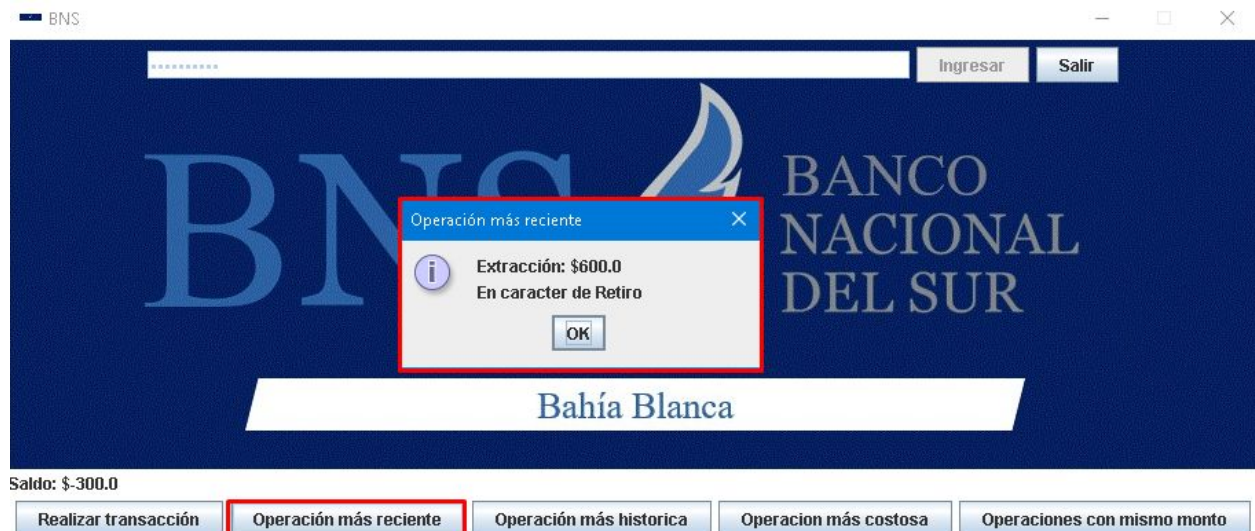 BNS
Ingresar
Salir
BNS
BANCO
NACIONAL
DEL SUR
Operación más reciente
Extracción: $600.0
En caracter de Retiro
OK
Bahía Blanca
Saldo: $-300.0
Realizar transacción
Operación más reciente
Operación más historica
Operacion más costosa
Operaciones con mismo monto